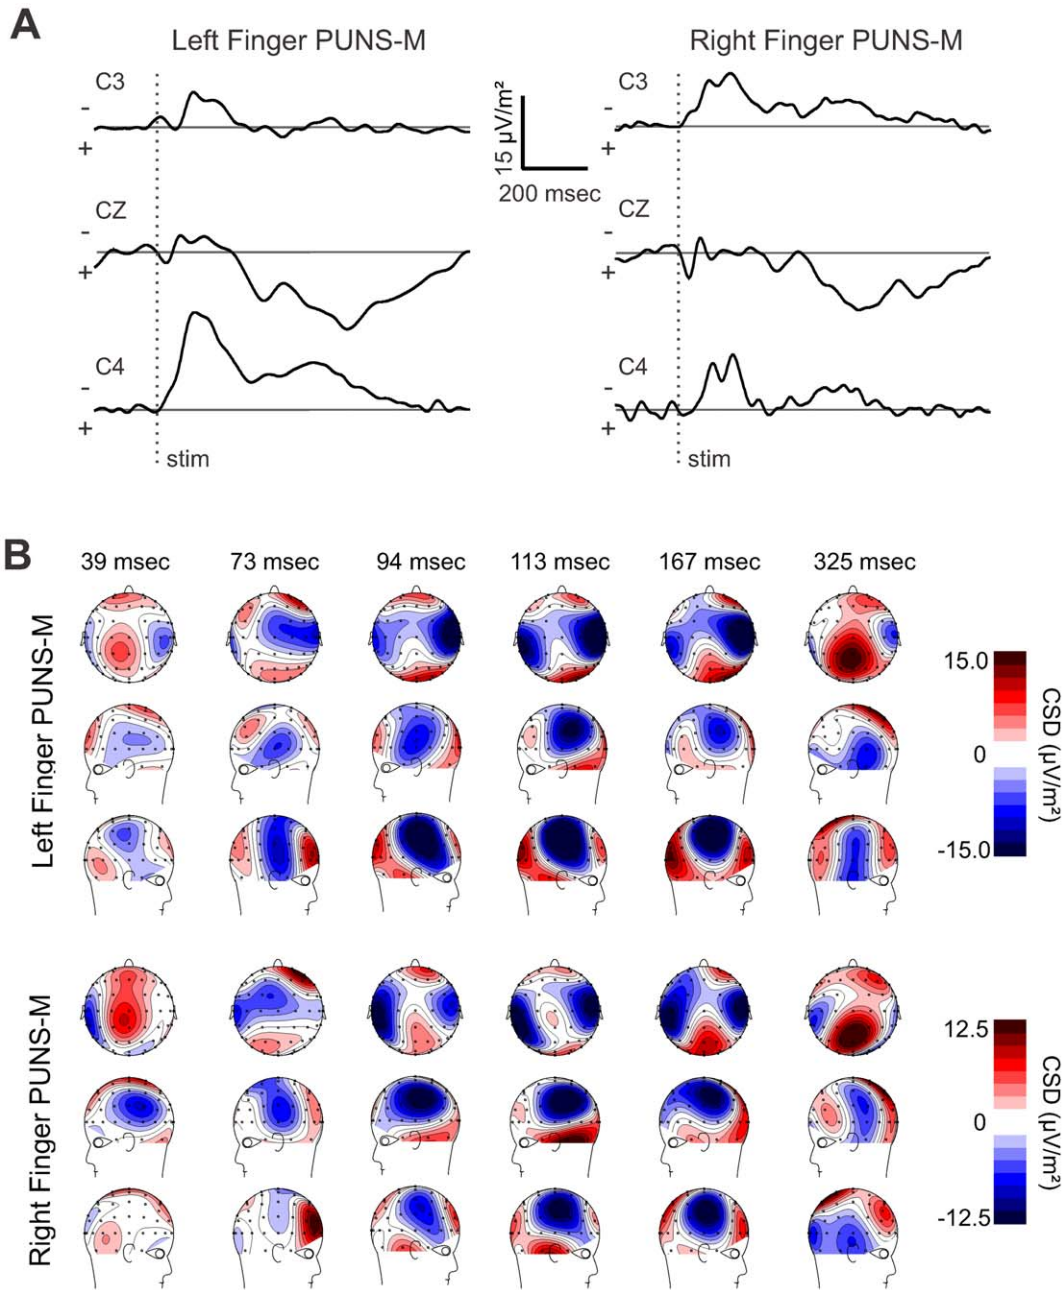 A
Left Finger PUNS-M
Right Finger PUNS-M
C3
-
+
15 µV/m²
200 msec
C3
-
+
CZ
-
+
CZ
-
+
C4
-
+
stim
C4
-
+
stim
B
39 msec
73 msec
94 msec
113 msec
167 msec
325 msec
Left Finger PUNS-M
15.0
0
-15.0
CSD (µV/m²)
Right Finger PUNS-M
12.5
0
-12.5
CSD (µV/m²)